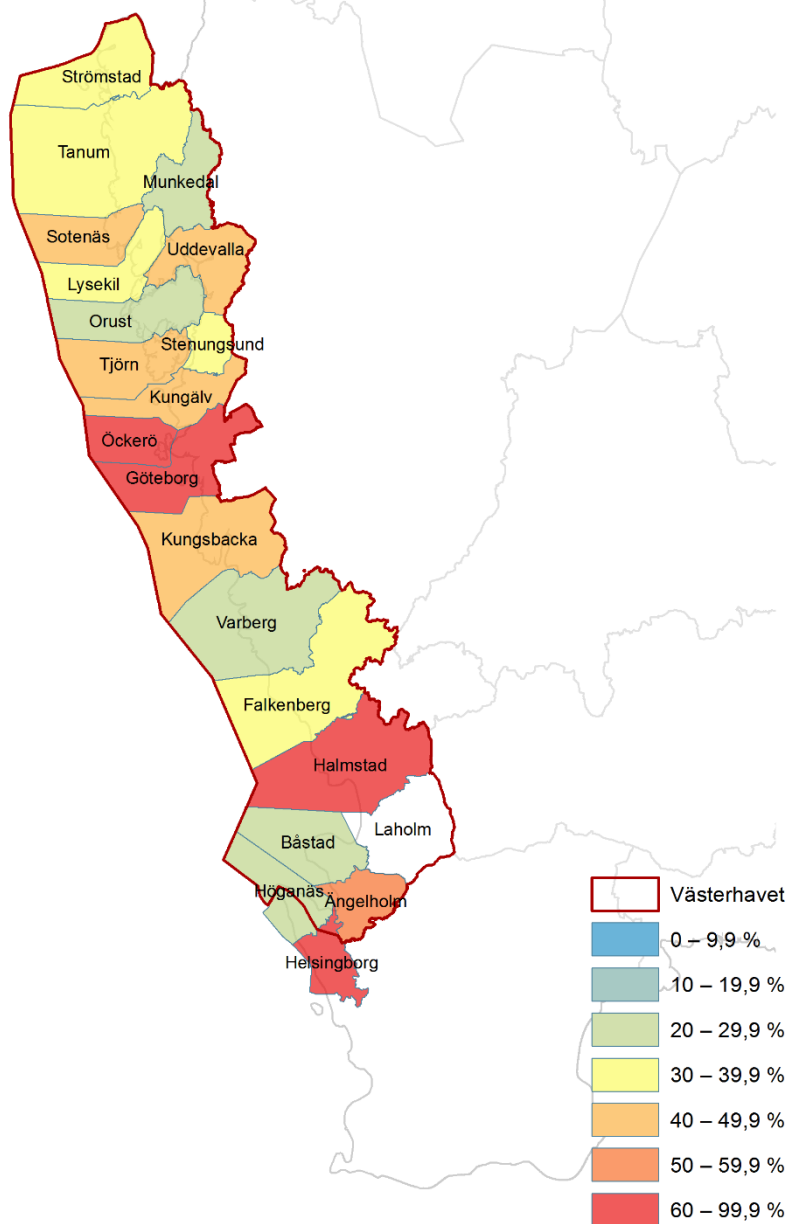 Strömstad
Tanum
Munkedal
Sotenäs
Uddevalla
Lysekil
Orust
Stenungsund
Tjörn
Kungälv
Öckerö
Göteborg
Kungsbacka
Varberg
Falkenberg
Halmstad
Laholm
Båstad
Höganäs
Ängelholm
Helsingborg
Västerhavet
0 – 9,9 %
10 – 19,9 %
20 – 29,9 %
30 – 39,9 %
40 – 49,9 %
50 – 59,9 %
60 – 99,9 %